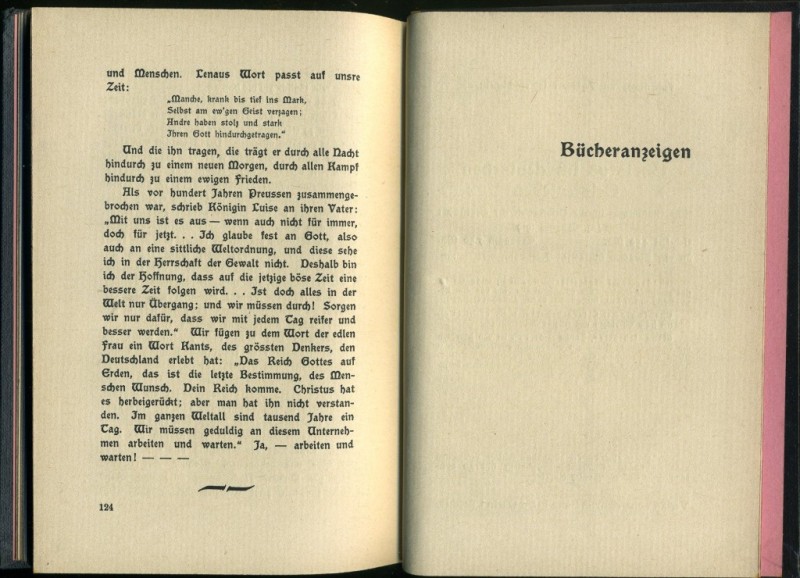 und Menschen. Lenaus Wort passt auf unsre
Zeit:
„Manche, krank bis tief ins Mark,
Selbst am ew'gen Geist verzagen;
Andre haben stolz und stark
Ihren Gott hindurchgetragen.“
Und die ihn tragen, die trägt er durch alle Nacht
hindurch zu einem neuen Morgen, durch allen Kampf
hindurch zu einem ewigen Frieden.
Als vor hundert Jahren Preussen zusammenge-
brochen war, schrieb Königin Luise an ihren Vater:
„Mit uns ist es aus — wenn auch nicht für immer,
doch für jetzt. . . Ich glaube fest an Gott, also
auch an eine sittliche Weltordnung, und diese sehe
ich in der Herrschaft der Gewalt nicht. Deshalb bin
ich der Hoffnung, dass auf die jetzige böse Zeit eine
bessere Zeit folgen wird. . . Ist doch alles in der
Welt nur Übergang; und wir müssen durch! Sorgen
wir nur dafür, dass wir mit jedem Tag reifer und
besser werden.“ Wir fügen zu dem Wort der edlen
Frau ein Wort Kants, des grössten Denkers, den
Deutschland erlebt hat: „Das Reich Gottes auf
Erden, das ist die letzte Bestimmung, des Men-
schen Wunsch. Dein Reich komme. Christus hat
es herbeigerückt; aber man hat ihn nicht verstan-
den. Im ganzen Weltall sind tausend Jahre ein
Tag. Wir müssen geduldig an diesem Unterneh-
men arbeiten und warten.“ Ja, — arbeiten und
warten! — — —
124
Bücheranzeigen